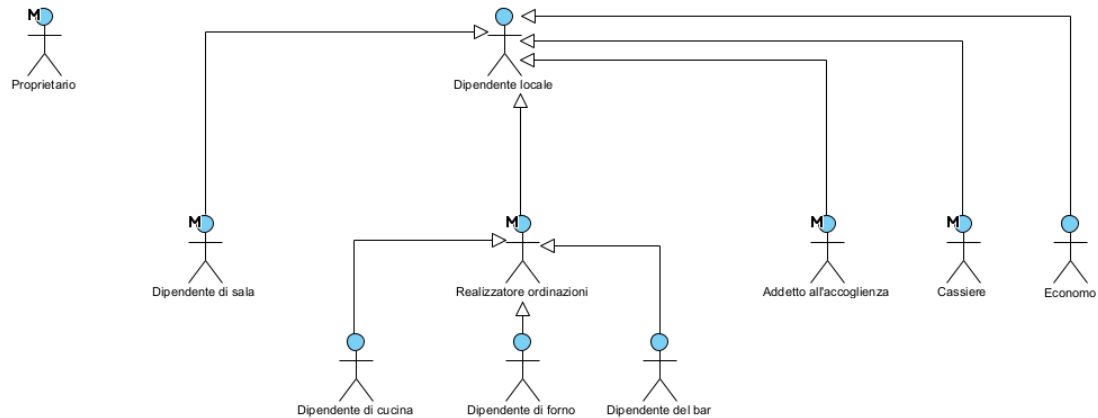 M
Proprietario
Dipendente locale
M
Dipendente di sala
M
Realizzatore ordinazioni
M
Addetto all'accoglienza
M
Cassiere
Economo
Dipendente di cucina
Dipendente di forno
Dipendente del bar